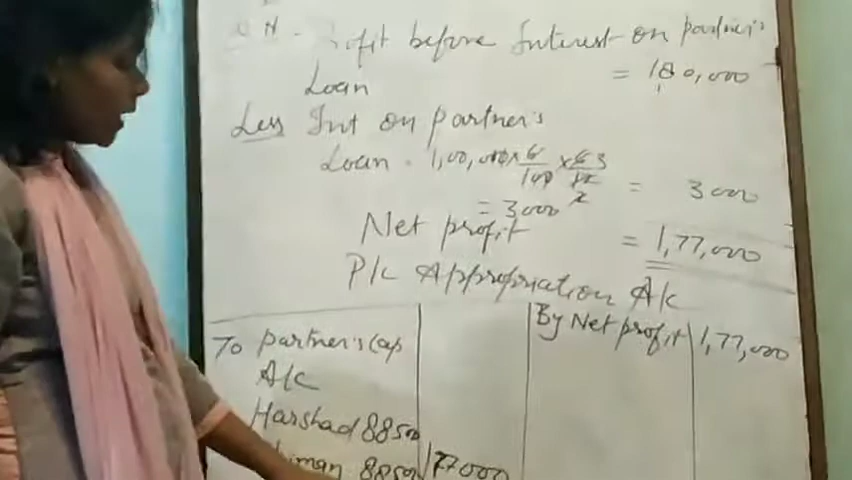 N. Profit before Interest on partner's
Loan = 180,000
Less Int on partner's
Loan - 1,00,000 × 6/100 × 6/12 = 3000
= 3000
Net profit = 1,77,000
P/L Appropriation A/c
To partner's Cap
By Net profit 1,77,000
A/c
Harshad 88500
88500 177000